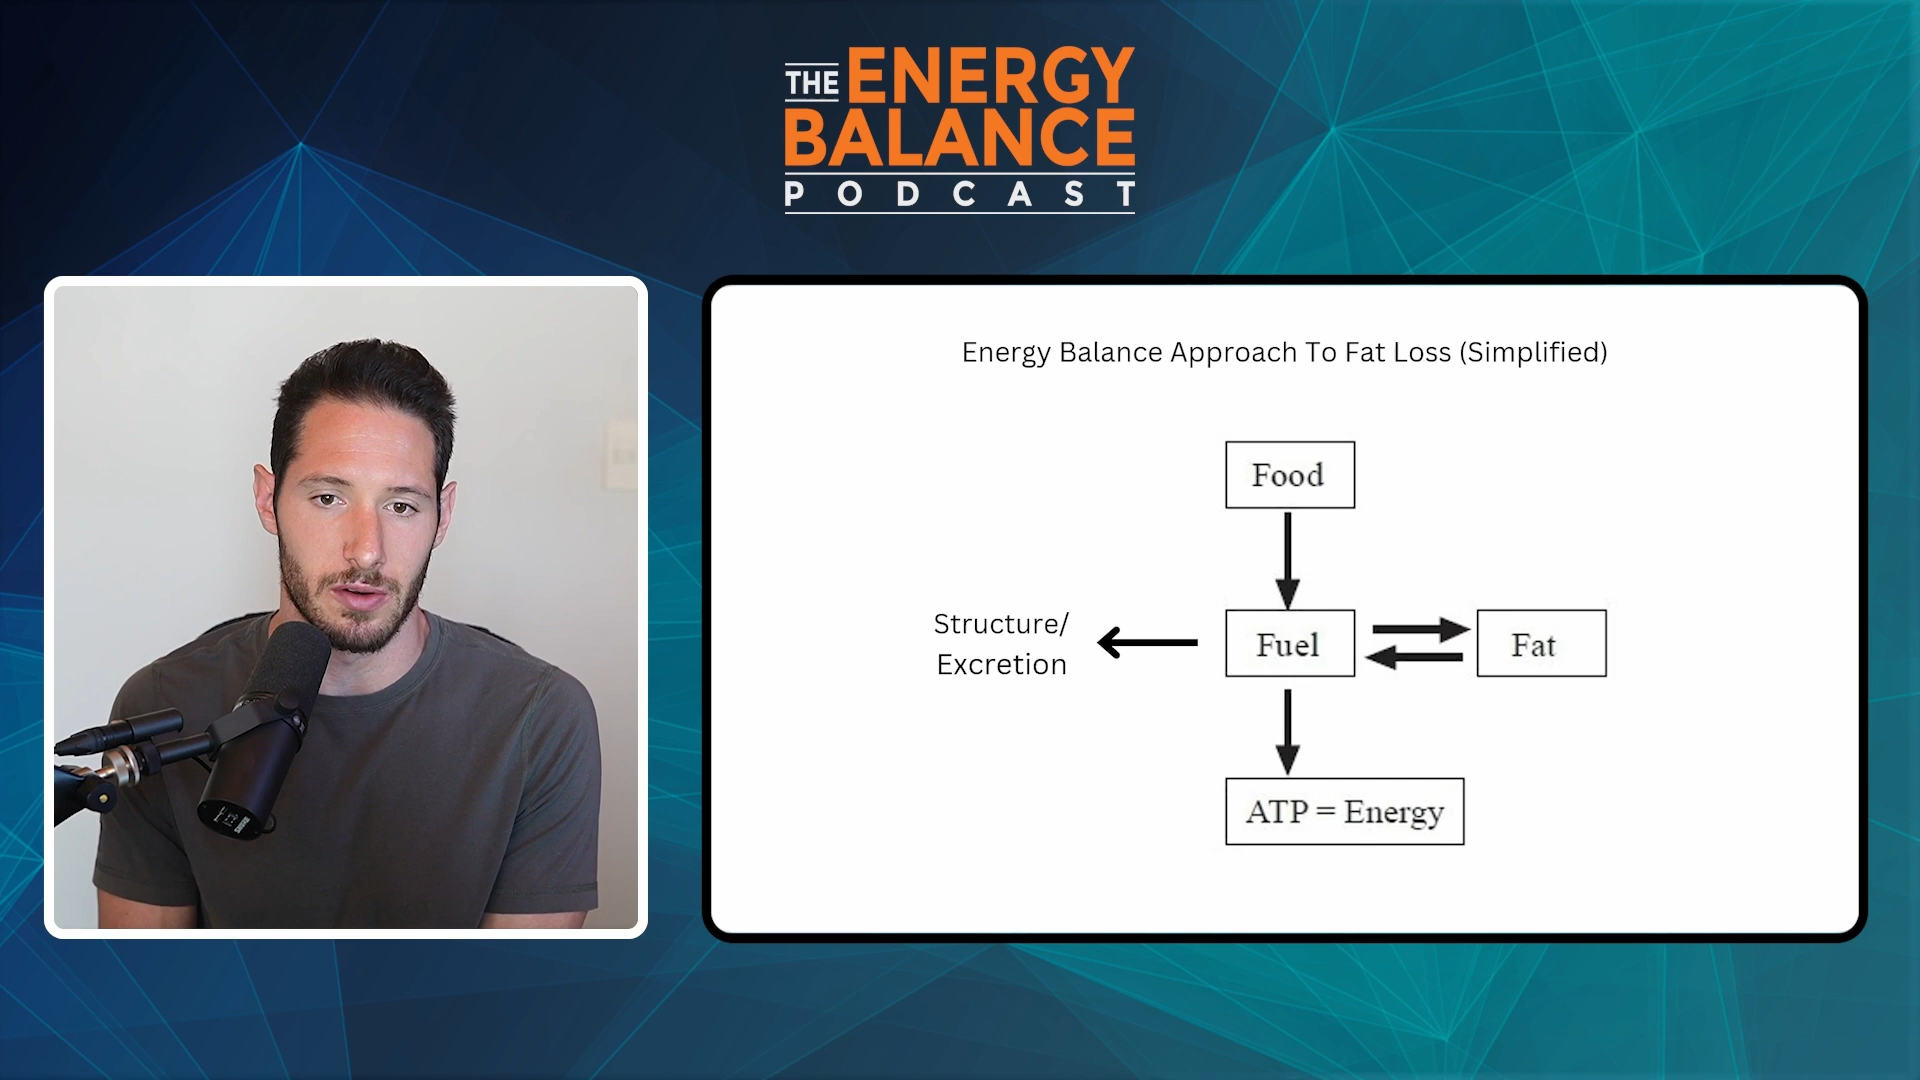 THE ENERGY
BALANCE
PODCAST
Energy Balance Approach To Fat Loss (Simplified)
Food
Structure/
Excretion
Fuel
Fat
ATP = Energy